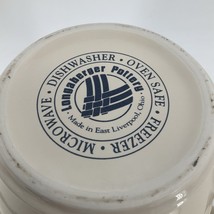 MICROWAVE · DISHWASHER · OVEN SAFE · FREEZER ·
Longaberger Pottery
· Made in East Liverpool, Ohio ·